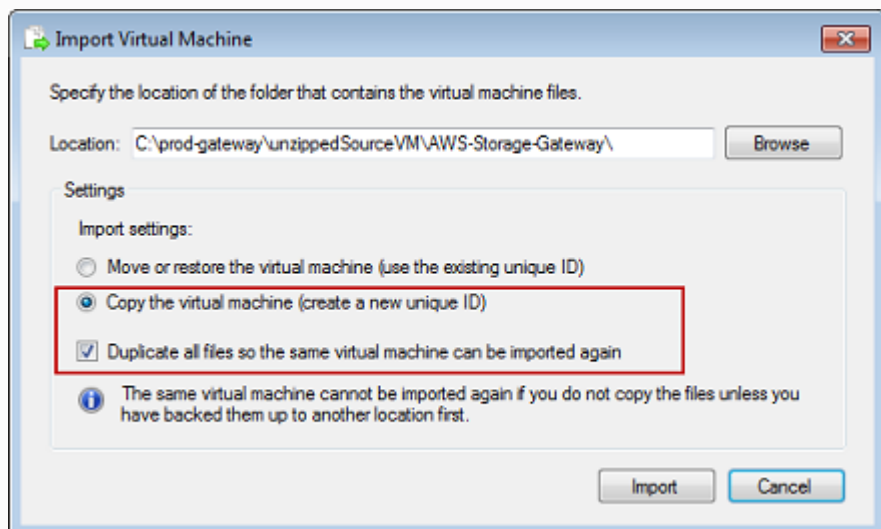 Import Virtual Machine
Specify the location of the folder that contains the virtual machine files.
Location: C:\prod-gateway\unzippedSourceVM\AWS-Storage-Gateway\ Browse
Settings
Import settings:
Move or restore the virtual machine (use the existing unique ID)
Copy the virtual machine (create a new unique ID)
Duplicate all files so the same virtual machine can be imported again
The same virtual machine cannot be imported again if you do not copy the files unless you
have backed them up to another location first.
Import Cancel